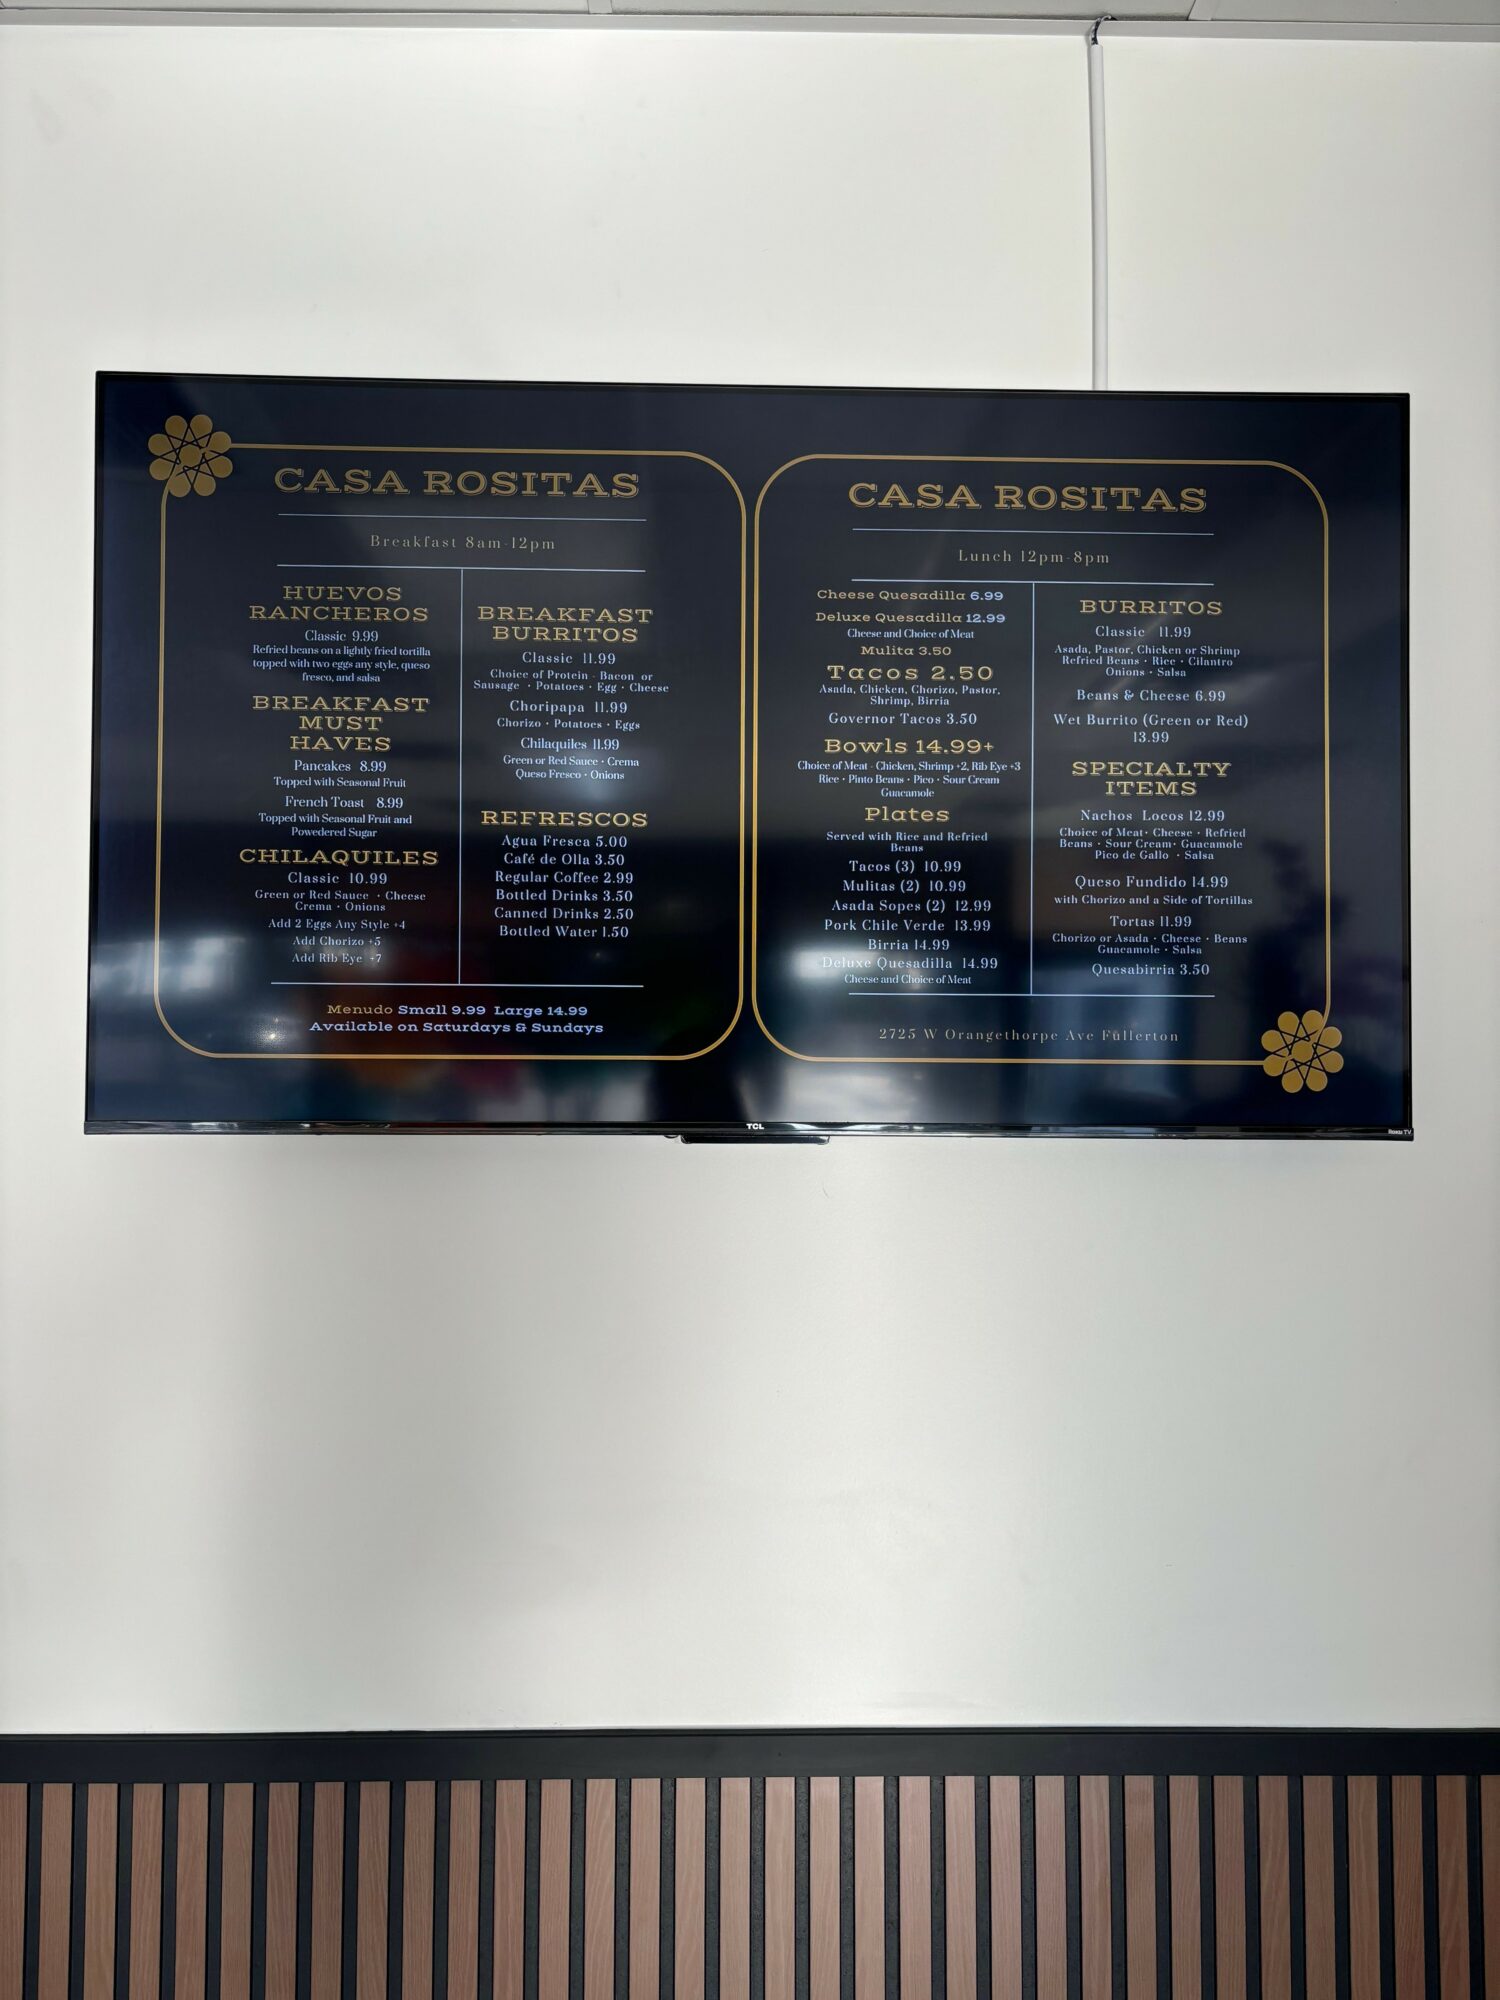 CASA ROSITAS
Breakfast 8am-12pm
HUEVOS
RANCHEROS
Classic 9.99
Refried beans on a lightly fried tortilla
topped with two eggs any style, queso
fresco, and salsa
BREAKFAST
MUST
HAVES
Pancakes 8.99
Topped with Seasonal Fruit
French Toast 8.99
Topped with Seasonal Fruit and
Powedered Sugar
CHILAQUILES
Classic 10.99
Green or Red Sauce · Cheese
Crema · Onions
Add 2 Eggs Any Style +4
Add Chorizo +5
Add Rib Eye +7
BREAKFAST
BURRITOS
Classic 11.99
Choice of Protein - Bacon or
Sausage · Potatoes · Egg · Cheese
Choripapa 11.99
Chorizo · Potatoes · Eggs
Chilaquiles 11.99
Green or Red Sauce · Crema
Queso Fresco · Onions
REFRESCOS
Agua Fresca 5.00
Café de Olla 3.50
Regular Coffee 2.99
Bottled Drinks 3.50
Canned Drinks 2.50
Bottled Water 1.50
Menudo Small 9.99 Large 14.99
Available on Saturdays & Sundays
CASA ROSITAS
Lunch 12pm-8pm
Cheese Quesadilla 6.99
Deluxe Quesadilla 12.99
Cheese and Choice of Meat
Mulita 3.50
Tacos 2.50
Asada, Chicken, Chorizo, Pastor,
Shrimp, Birria
Governor Tacos 3.50
Bowls 14.99+
Choice of Meat - Chicken, Shrimp +2, Rib Eye +3
Rice · Pinto Beans · Pico · Sour Cream
Guacamole
Plates
Served with Rice and Refried
Beans
Tacos (3) 10.99
Mulitas (2) 10.99
Asada Sopes (2) 12.99
Pork Chile Verde 13.99
Birria 14.99
Deluxe Quesadilla 14.99
Cheese and Choice of Meat
BURRITOS
Classic 11.99
Asada, Pastor, Chicken or Shrimp
Refried Beans · Rice · Cilantro
Onions · Salsa
Beans & Cheese 6.99
Wet Burrito (Green or Red)
13.99
SPECIALTY
ITEMS
Nachos Locos 12.99
Choice of Meat · Cheese · Refried
Beans · Sour Cream · Guacamole
Pico de Gallo · Salsa
Queso Fundido 14.99
with Chorizo and a Side of Tortillas
Tortas 11.99
Chorizo or Asada · Cheese · Beans
Guacamole · Salsa
Quesabirria 3.50
2725 W Orangethorpe Ave Fullerton
TCL
Roku TV